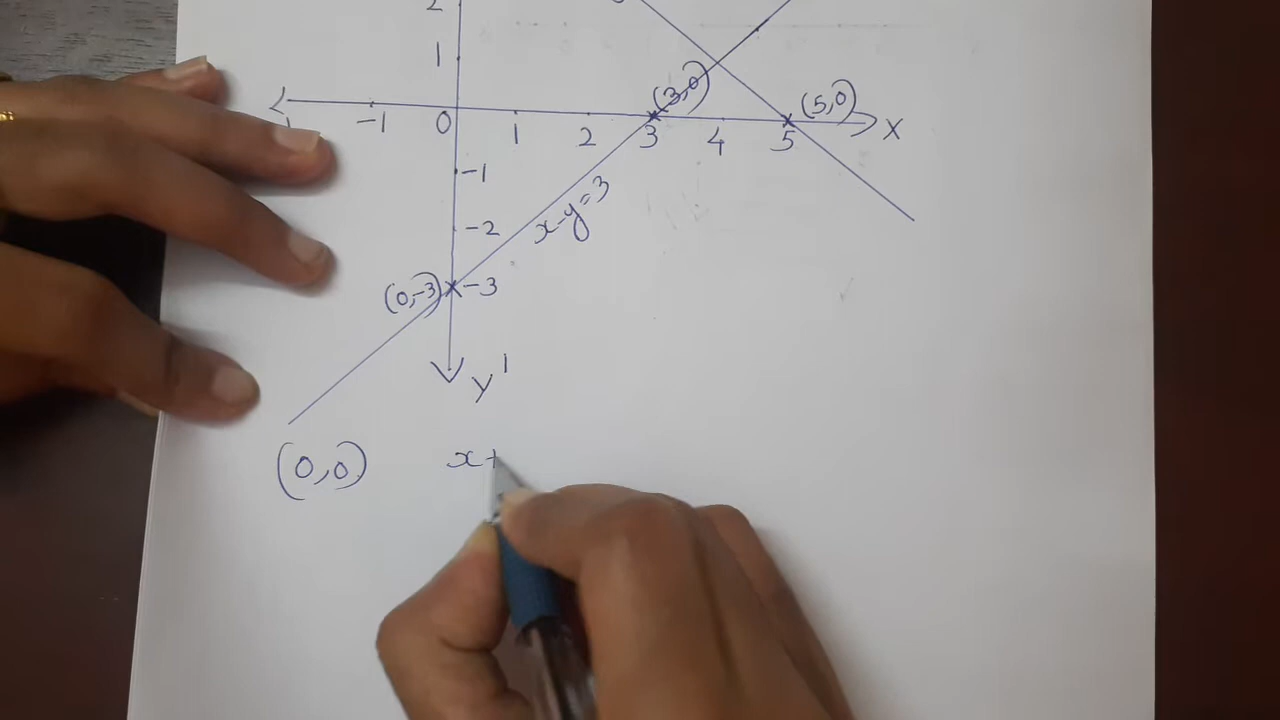 2
1
(3,0) (5,0)
-1 0 1 2 3 4 5 X
-1
x-y=3
-2
(0,-3) -3
Y'
(0,0) x+